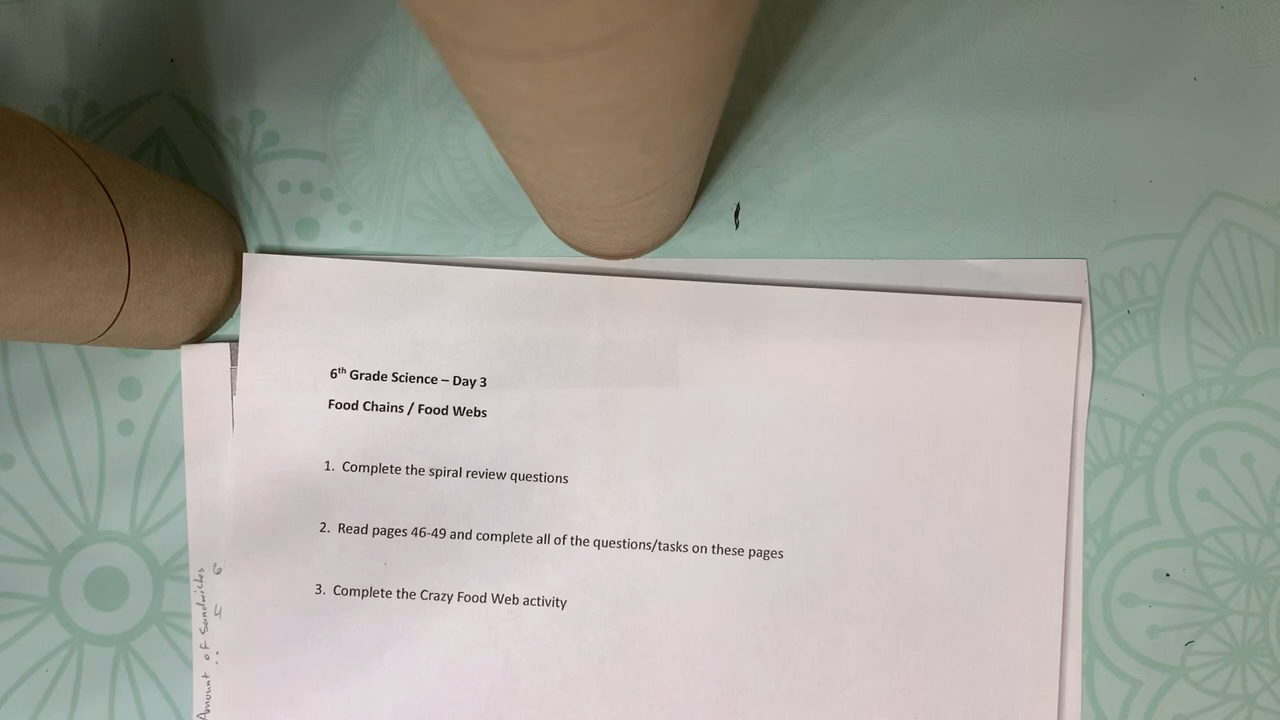 6th Grade Science – Day 3
Food Chains / Food Webs
1. Complete the spiral review questions
2. Read pages 46-49 and complete all of the questions/tasks on these pages
3. Complete the Crazy Food Web activity
Amount of Sandwiches